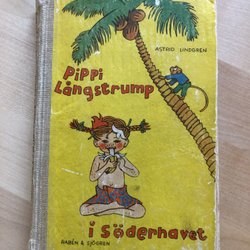 ASTRID LINDGREN
PiPPi
LÅNGSTRUMP
i SÖDERHAVET
RABÉN & SJÖGREN